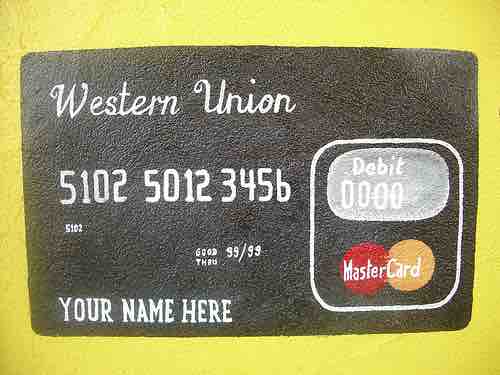 Western Union
5102 5012 3456
Debit
0000
5102
GOOD THRU 99/99
MasterCard
YOUR NAME HERE